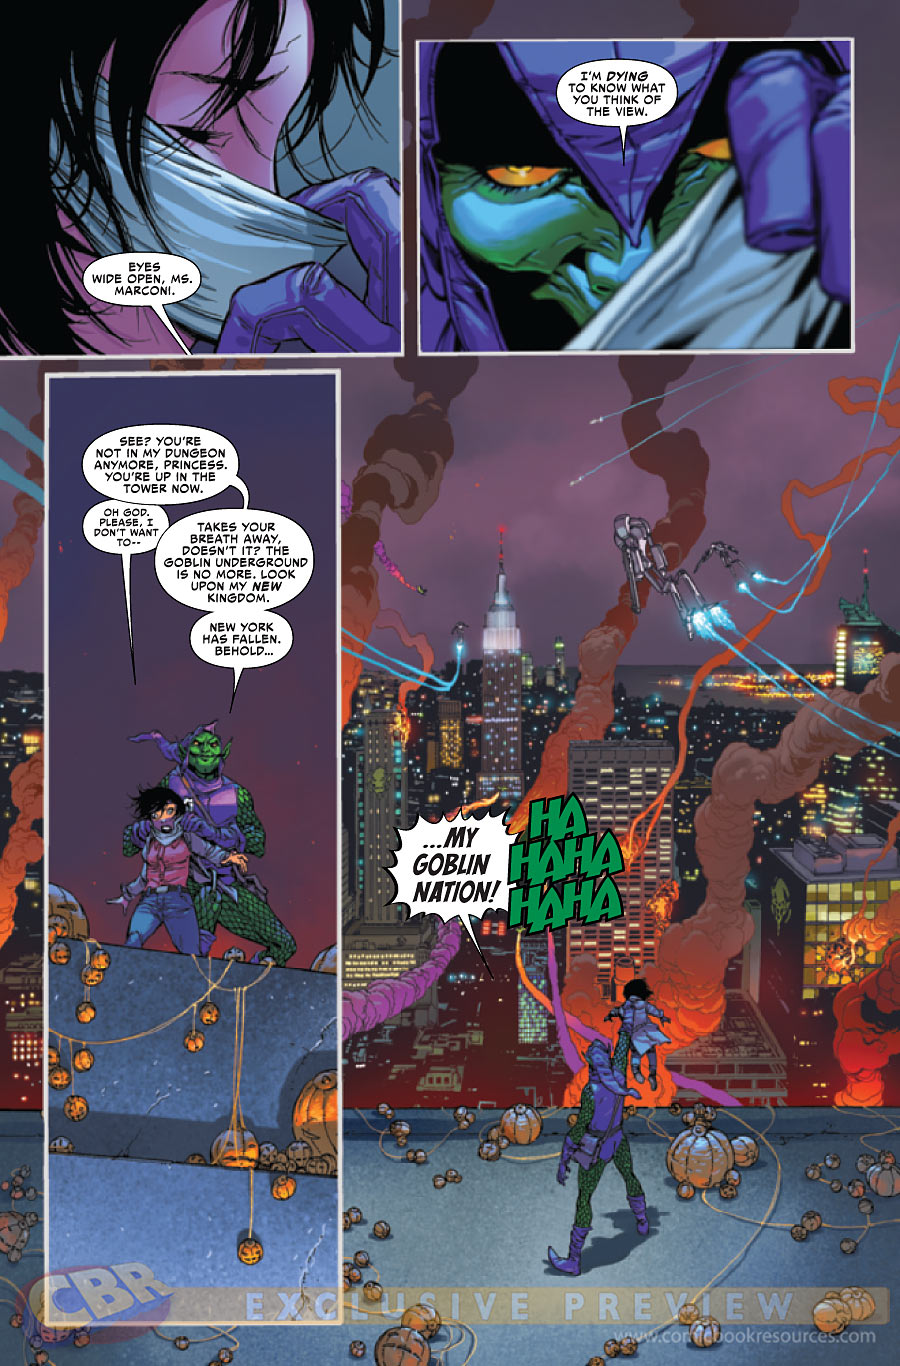 EYES
WIDE OPEN, MS.
MARCONI.
I'M DYING
TO KNOW WHAT
YOU THINK OF
THE VIEW.
SEE? YOU'RE
NOT IN MY DUNGEON
ANYMORE, PRINCESS.
YOU'RE UP IN THE
TOWER NOW.
OH GOD.
PLEASE, I
DON'T WANT
TO--
TAKES YOUR
BREATH AWAY,
DOESN'T IT? THE
GOBLIN UNDERGROUND
IS NO MORE. LOOK
UPON MY NEW
KINGDOM.
NEW YORK
HAS FALLEN.
BEHOLD...
...MY
GOBLIN
NATION!
HA
HAHA
HAHA
CBR
EXCLUSIVE PREVIEW
www.comicbookresources.com